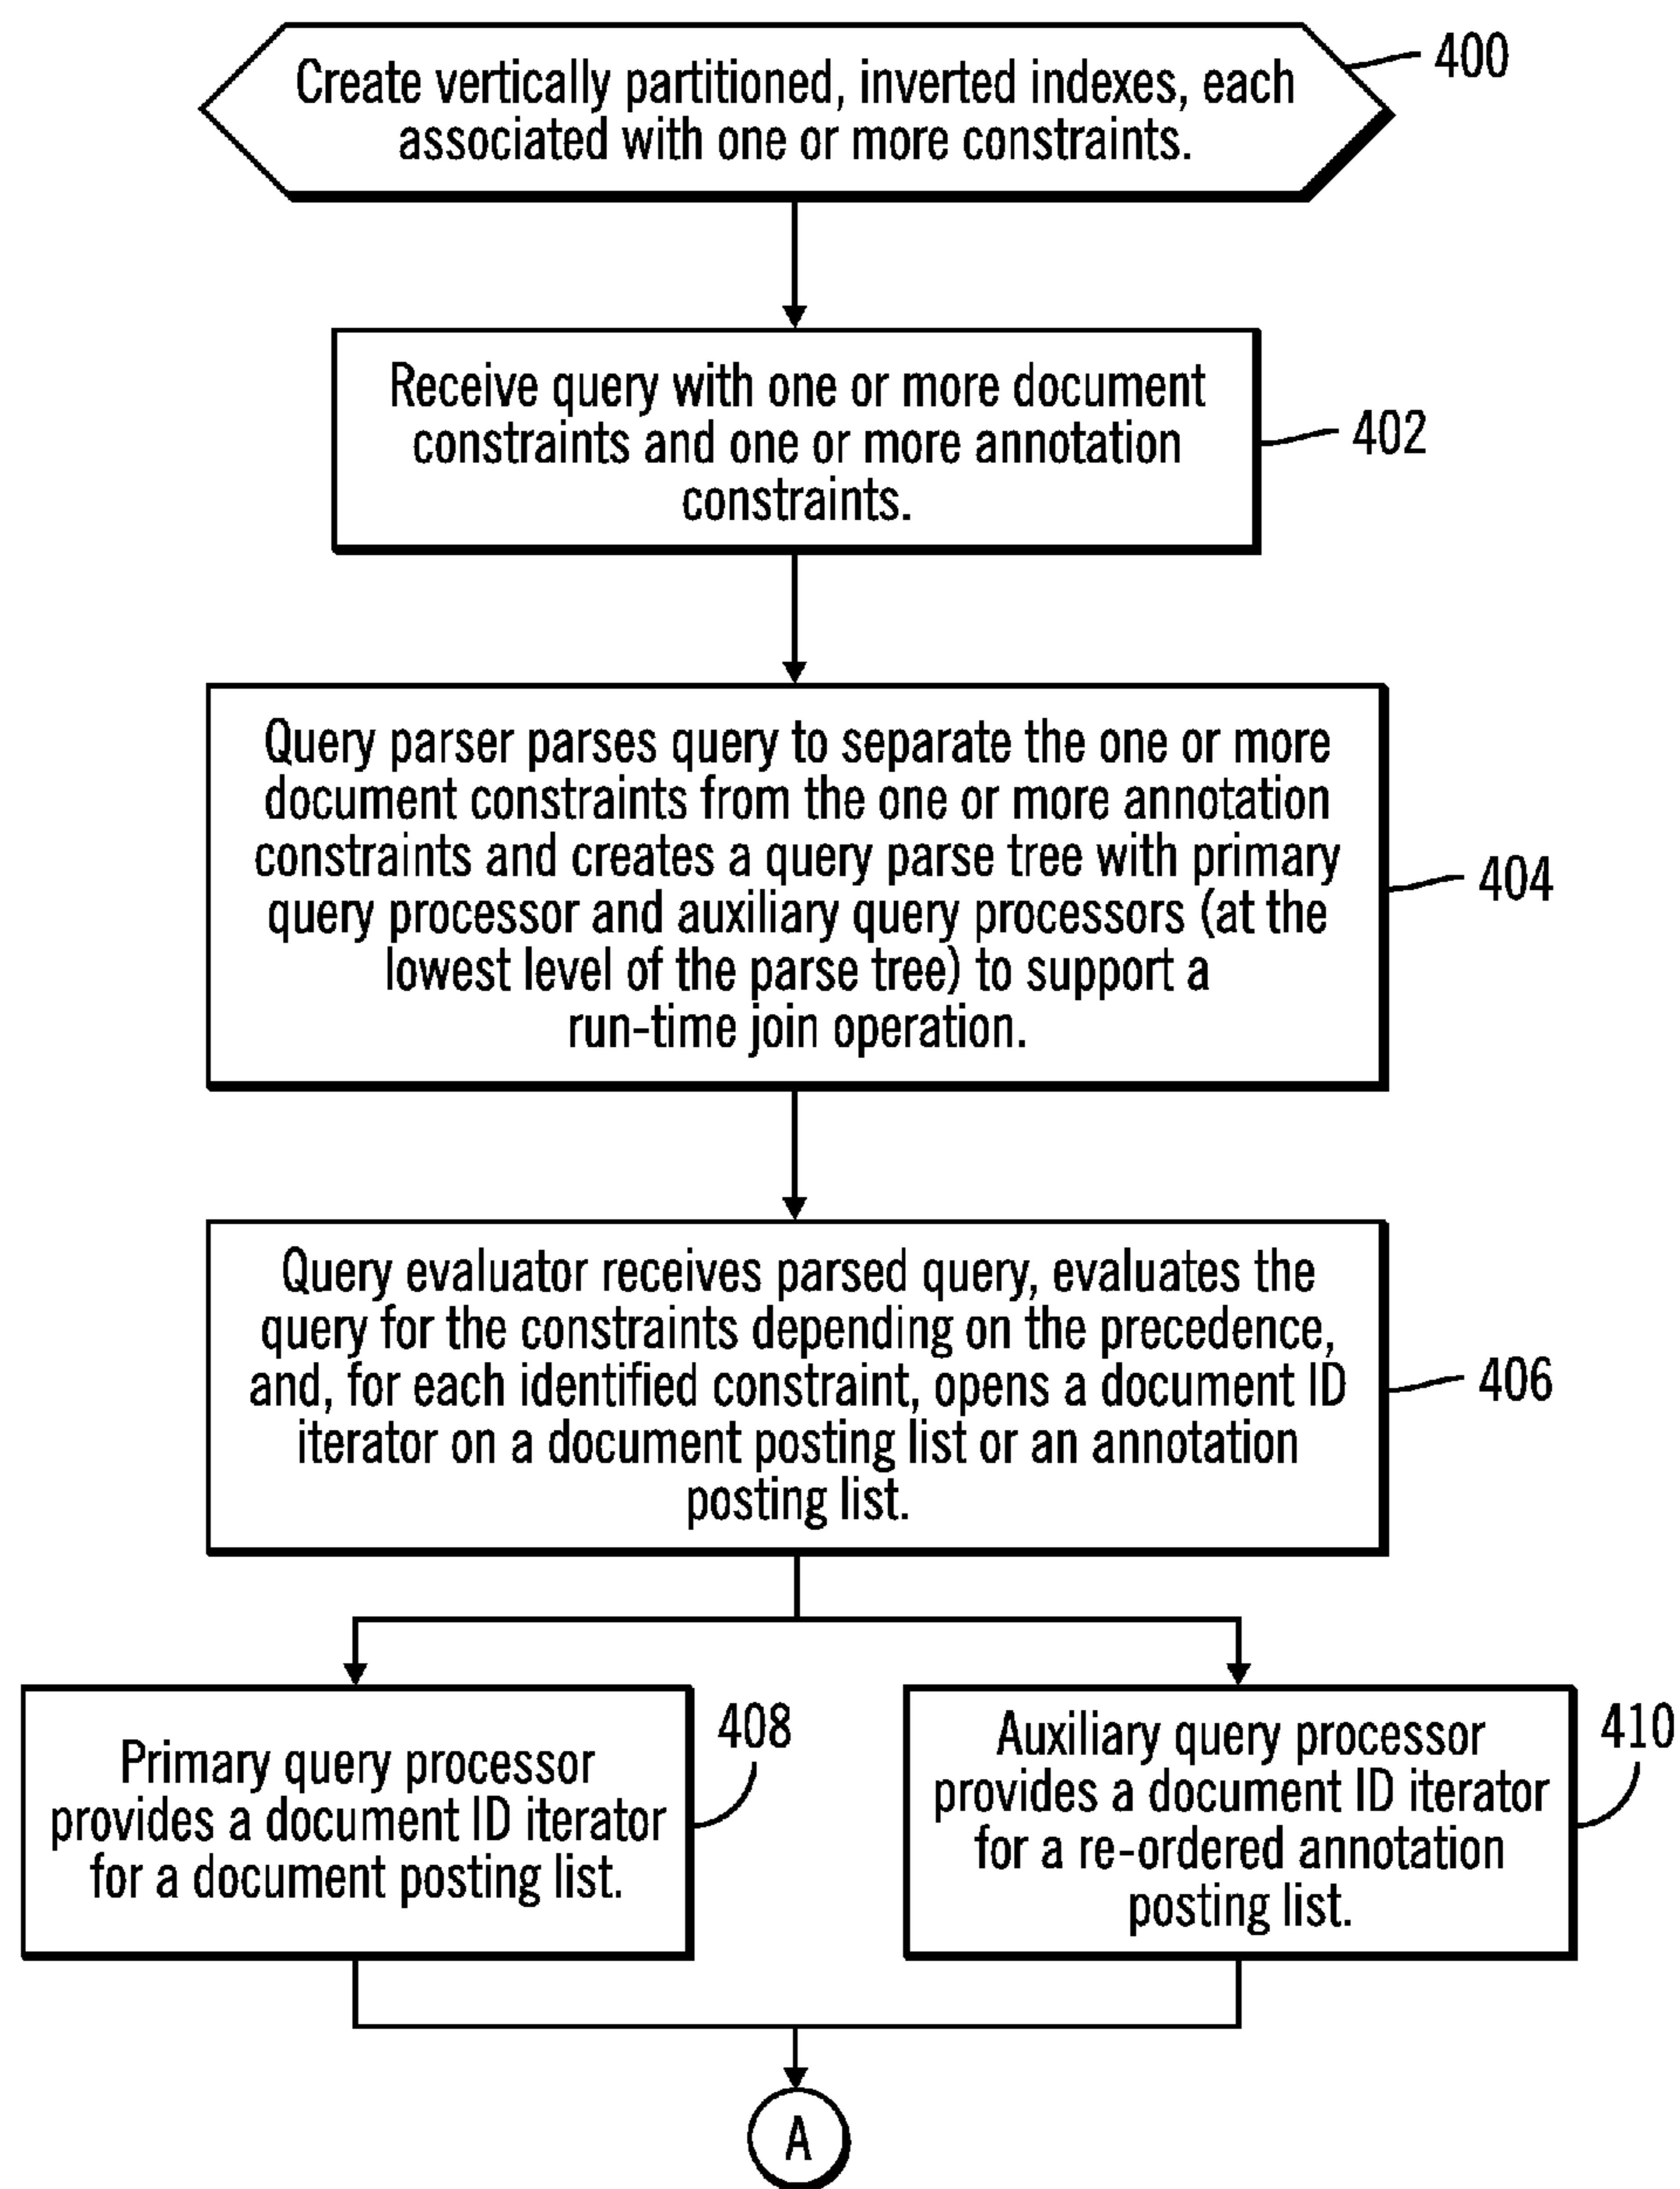 Create vertically partitioned, inverted indexes, each
associated with one or more constraints.
400
Receive query with one or more document
constraints and one or more annotation
constraints.
402
Query parser parses query to separate the one or more
document constraints from the one or more annotation
constraints and creates a query parse tree with primary
query processor and auxiliary query processors (at the
lowest level of the parse tree) to support a
run-time join operation.
404
Query evaluator receives parsed query, evaluates the
query for the constraints depending on the precedence,
and, for each identified constraint, opens a document ID
iterator on a document posting list or an annotation
posting list.
406
Primary query processor
provides a document ID iterator
for a document posting list.
408
Auxiliary query processor
provides a document ID iterator
for a re-ordered annotation
posting list.
410
A